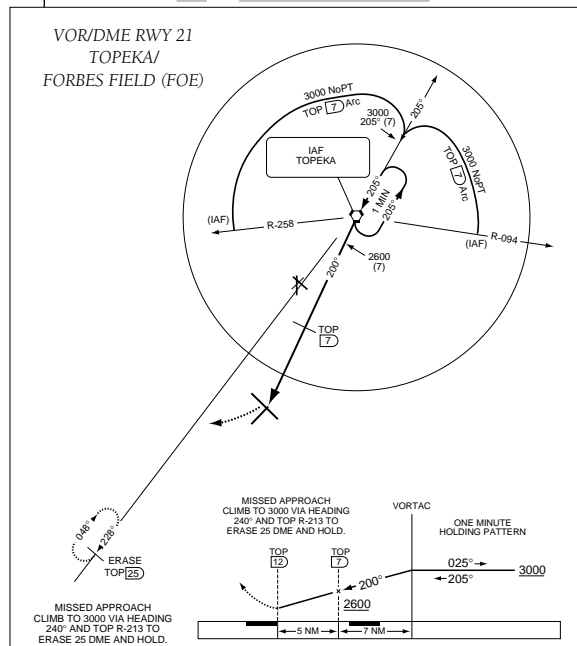 VOR/DME RWY 21
TOPEKA/
FORBES FIELD (FOE)
3000 NoPT
TOP 7 Arc
205°
3000
205° (7)
3000 NoPT
TOP 7 Arc
IAF
TOPEKA
205°
1 MIN
205°
(IAF)
R-258
R-094
(IAF)
2600
(7)
200°
TOP
7
048°
228°
ERASE
TOP 25
MISSED APPROACH
CLIMB TO 3000 VIA HEADING
240° AND TOP R-213 TO
ERASE 25 DME AND HOLD.
MISSED APPROACH
CLIMB TO 3000 VIA HEADING
240° AND TOP R-213 TO
ERASE 25 DME AND HOLD.
VORTAC
ONE MINUTE
HOLDING PATTERN
TOP
12
TOP
7
025°
205°
3000
200°
2600
5 NM
7 NM